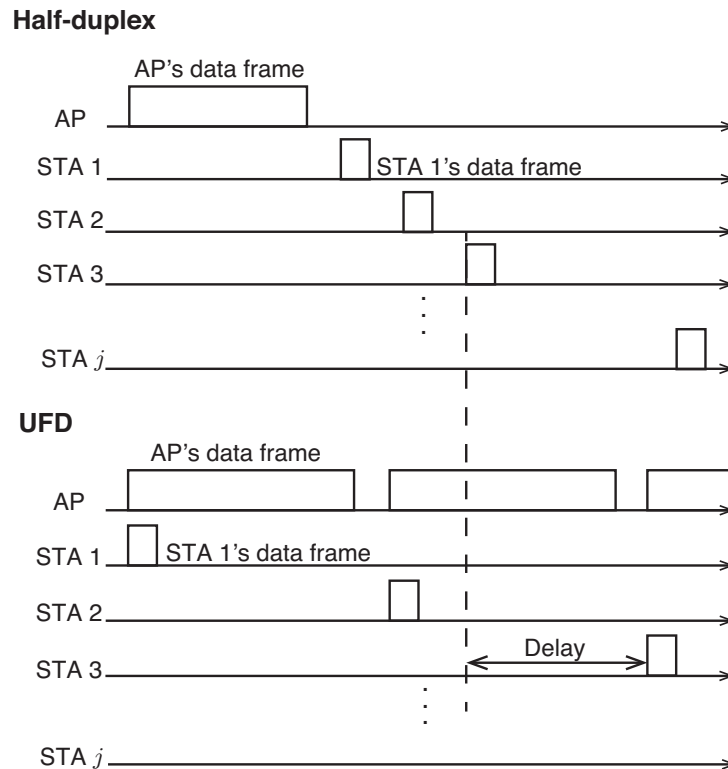 Half-duplex
AP's data frame
AP
STA 1
STA 1's data frame
STA 2
STA 3
STA j
UFD
AP's data frame
AP
STA 1
STA 1's data frame
STA 2
Delay
STA 3
STA j